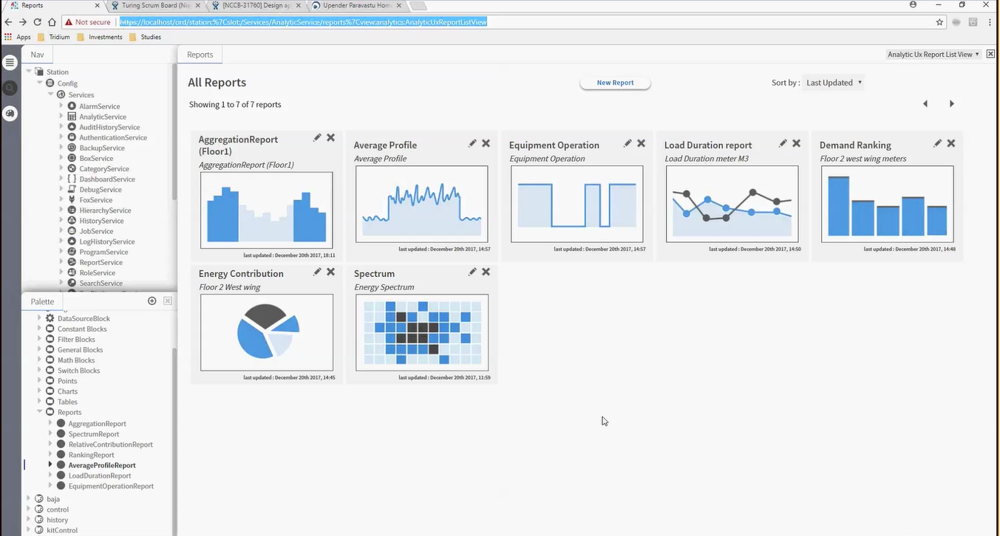 Reports
Turing Scrum Board (Nia
[NCCB-31760] Design ap
Upender Paravastu Hom
Not secure
https://localhost/ord/station:%7Cslot:/Services/AnalyticService/reports%7Cview:analytics:AnalyticUxReportListView
Apps
Tridium
Investments
Studies
Nav
Reports
Analytic Ux Report List View
Station
Config
Services
AlarmService
AnalyticService
AuditHistoryService
AuthenticationService
BackupService
BoxService
CategoryService
DashboardService
DebugService
FoxService
HierarchyService
HistoryService
JobService
LogHistoryService
ProgramService
ReportService
RoleService
SearchService
Palette
DataSourceBlock
Constant Blocks
Filter Blocks
General Blocks
Math Blocks
Switch Blocks
Points
Charts
Tables
Reports
AggregationReport
SpectrumReport
RelativeContributionReport
RankingReport
AverageProfileReport
LoadDurationReport
EquipmentOperationReport
baja
control
history
kitControl
All Reports
New Report
Sort by :
Last Updated
Showing 1 to 7 of 7 reports
AggregationReport
(Floor1)
AggregationReport (Floor1)
last updated : December 20th 2017, 18:11
Average Profile
Average Profile
last updated : December 20th 2017, 14:57
Equipment Operation
Equipment Operation
last updated : December 20th 2017, 14:57
Load Duration report
Load Duration meter M3
last updated : December 20th 2017, 14:50
Demand Ranking
Floor 2 west wing meters
last updated : December 20th 2017, 14:48
Energy Contribution
Floor 2 West wing
last updated : December 20th 2017, 14:45
Spectrum
Energy Spectrum
last updated : December 20th 2017, 11:59